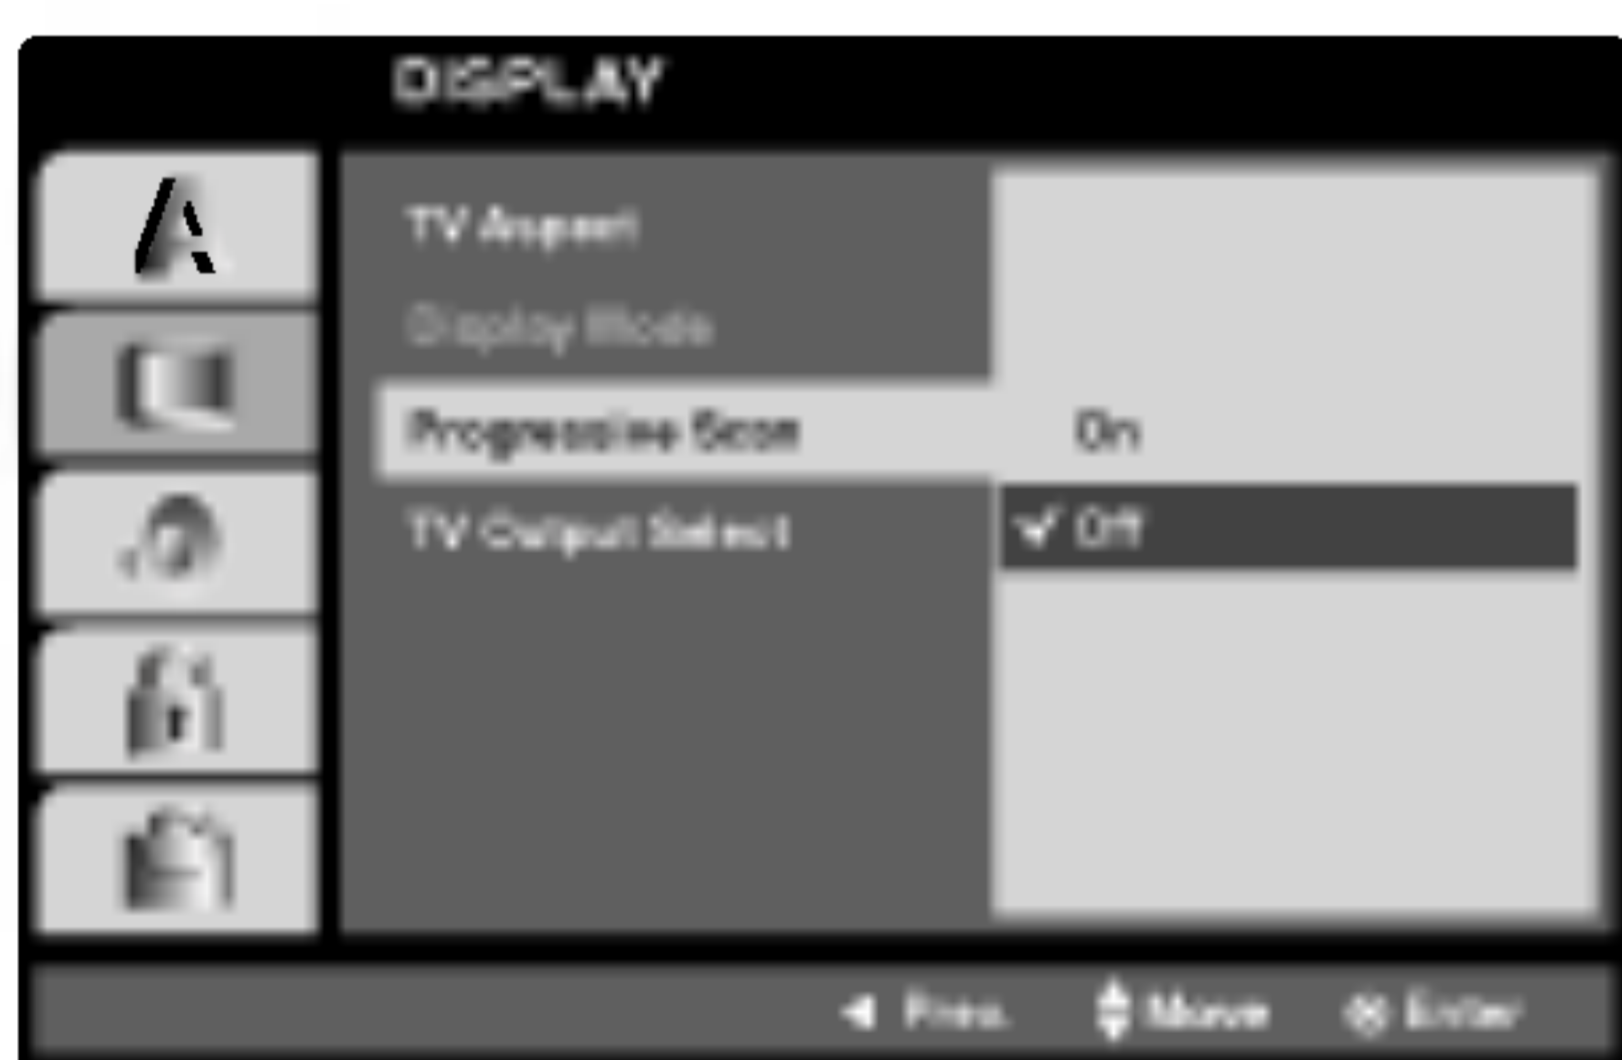 DISPLAY
A
TV Aspect
Display Mode
Progressive Scan On
TV Output Select ✓ Off
◀ Prev. Move ⊗ Enter